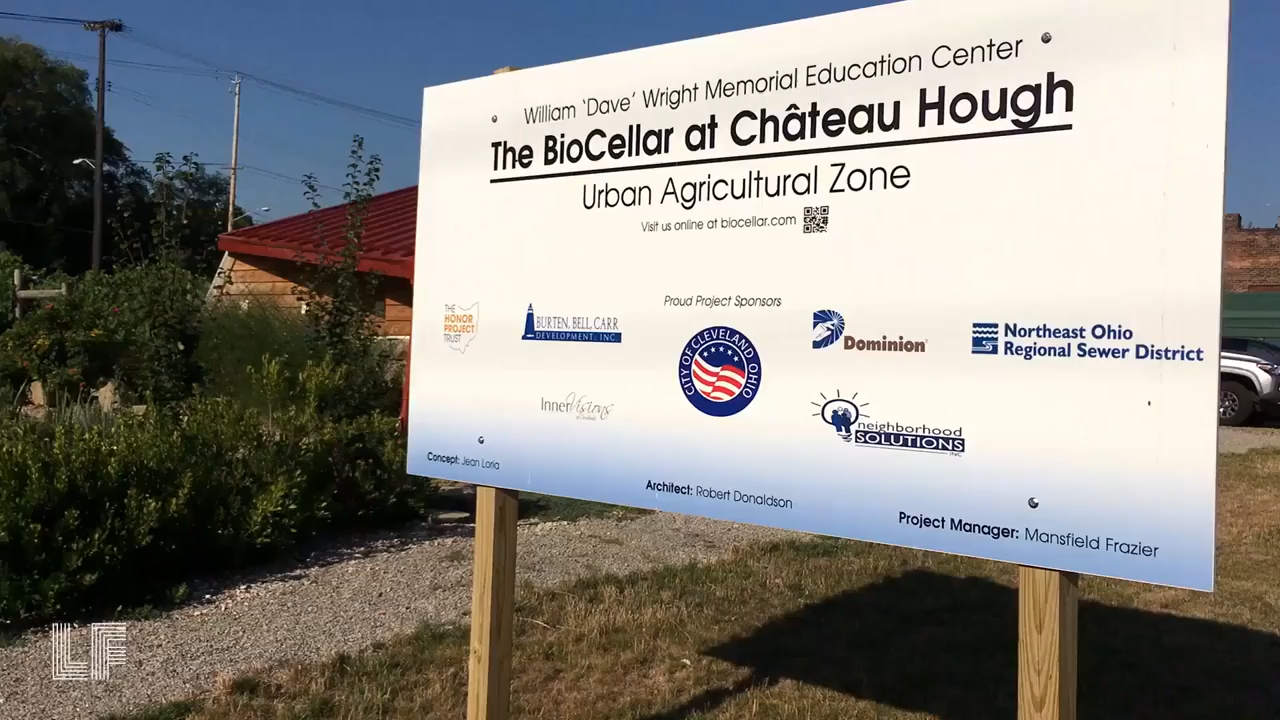 William 'Dave' Wright Memorial Education Center
The BioCellar at Château Hough
Urban Agricultural Zone
Visit us online at biocellar.com
Proud Project Sponsors
THE
HONOR
PROJECT
TRUST
BURTEN, BELL, CARR
DEVELOPMENT, INC.
CITY OF CLEVELAND, OHIO
Dominion
Northeast Ohio
Regional Sewer District
InnerVisions
neighborhood
SOLUTIONS
INC
Concept: Jean Loria
Architect: Robert Donaldson
Project Manager: Mansfield Frazier
LF